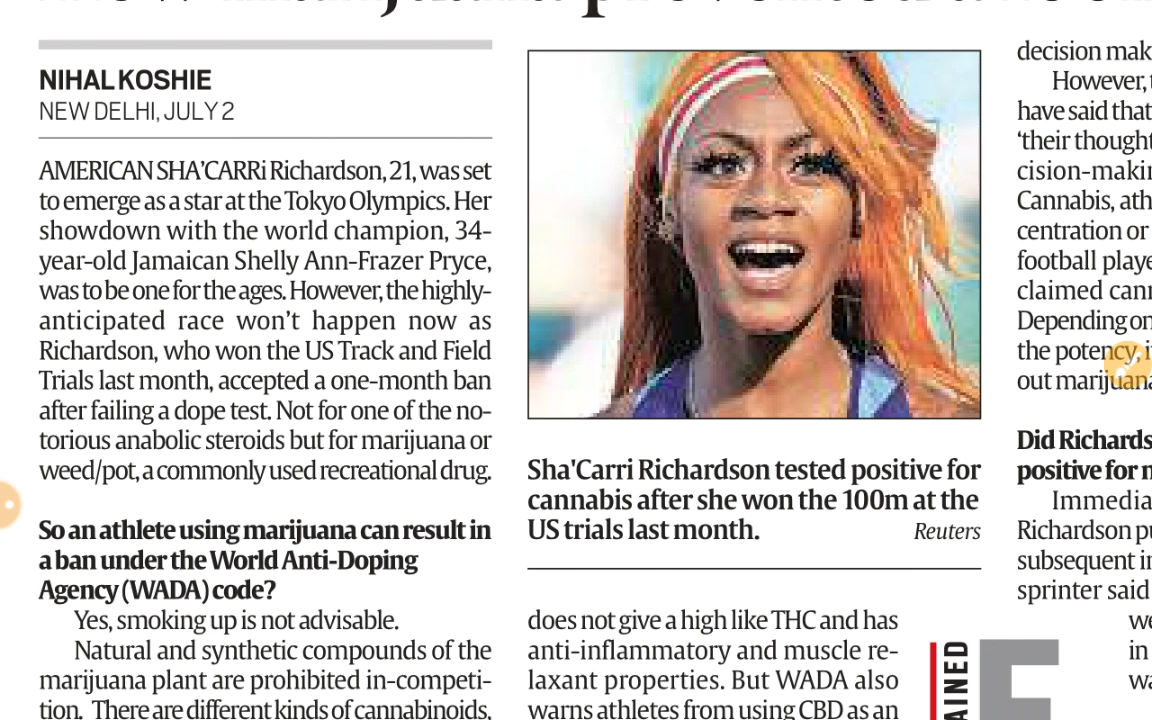 NIHAL KOSHIE
NEW DELHI, JULY 2
AMERICAN SHA'CARRi Richardson, 21, was set
to emerge as a star at the Tokyo Olympics. Her
showdown with the world champion, 34-
year-old Jamaican Shelly Ann-Frazer Pryce,
was to be one for the ages. However, the highly-
anticipated race won't happen now as
Richardson, who won the US Track and Field
Trials last month, accepted a one-month ban
after failing a dope test. Not for one of the no-
torious anabolic steroids but for marijuana or
weed/pot, a commonly used recreational drug.
So an athlete using marijuana can result in
a ban under the World Anti-Doping
Agency (WADA) code?
Yes, smoking up is not advisable.
Natural and synthetic compounds of the
marijuana plant are prohibited in-competi-
tion. There are different kinds of cannabinoids,
Sha'Carri Richardson tested positive for
cannabis after she won the 100m at the
US trials last month.
Reuters
does not give a high like THC and has
anti-inflammatory and muscle re-
laxant properties. But WADA also
warns athletes from using CBD as an
AINED
E
decision mak
However, t
have said that
'their thought
cision-makin
Cannabis, ath
centration or
football playe
claimed cann
Depending on
the potency, i
out marijuana
Did Richards
positive for m
Immedia
Richardson pu
subsequent in
sprinter said
we
in
wa